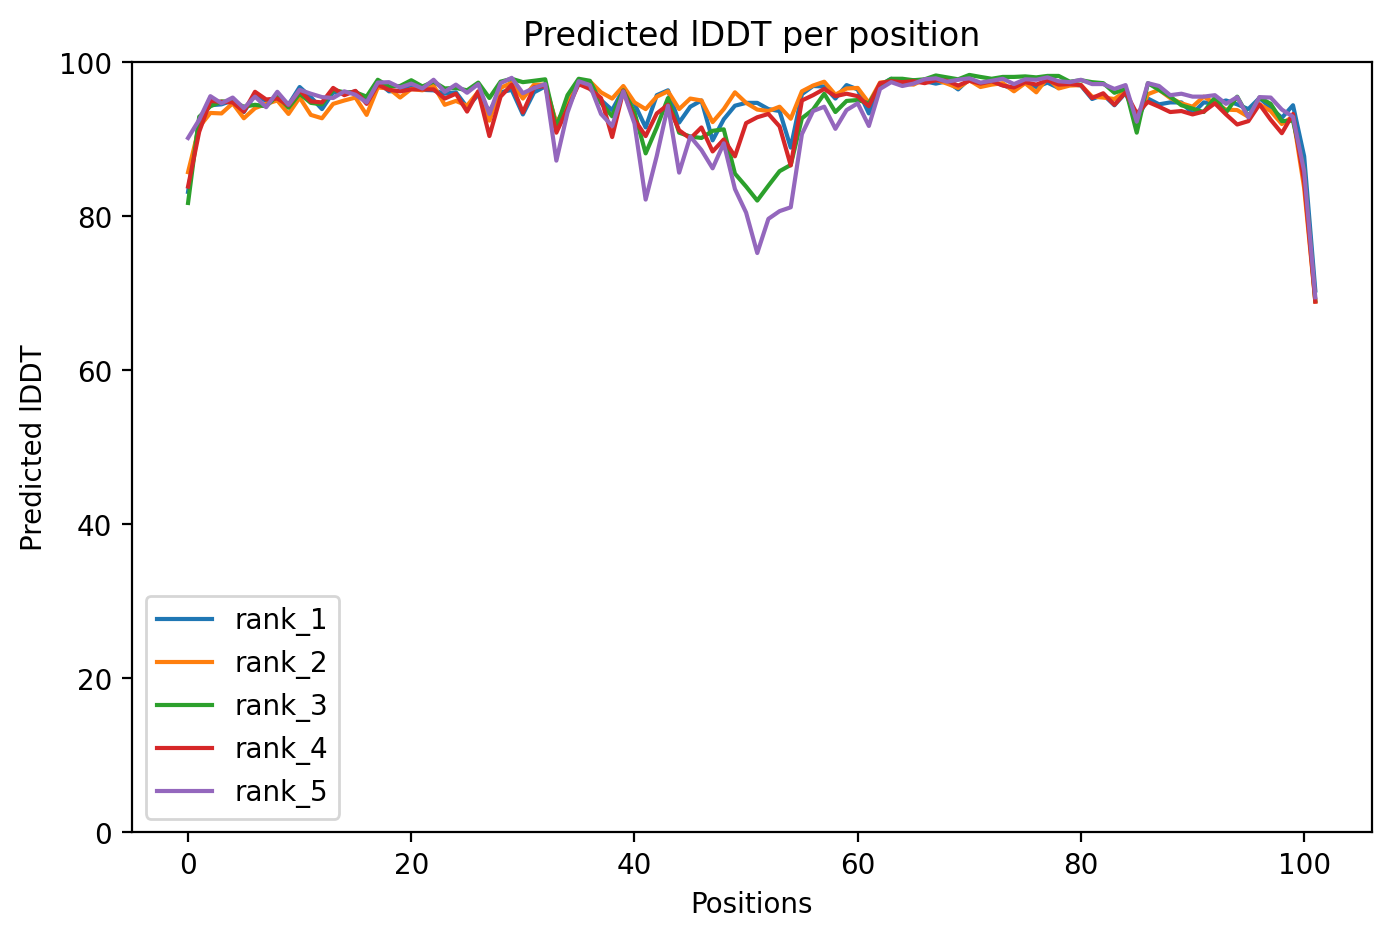 Predicted lDDT per position
100
80
60
40
20
0
Predicted lDDT
rank_1
rank_2
rank_3
rank_4
rank_5
0 20 40 60 80 100
Positions